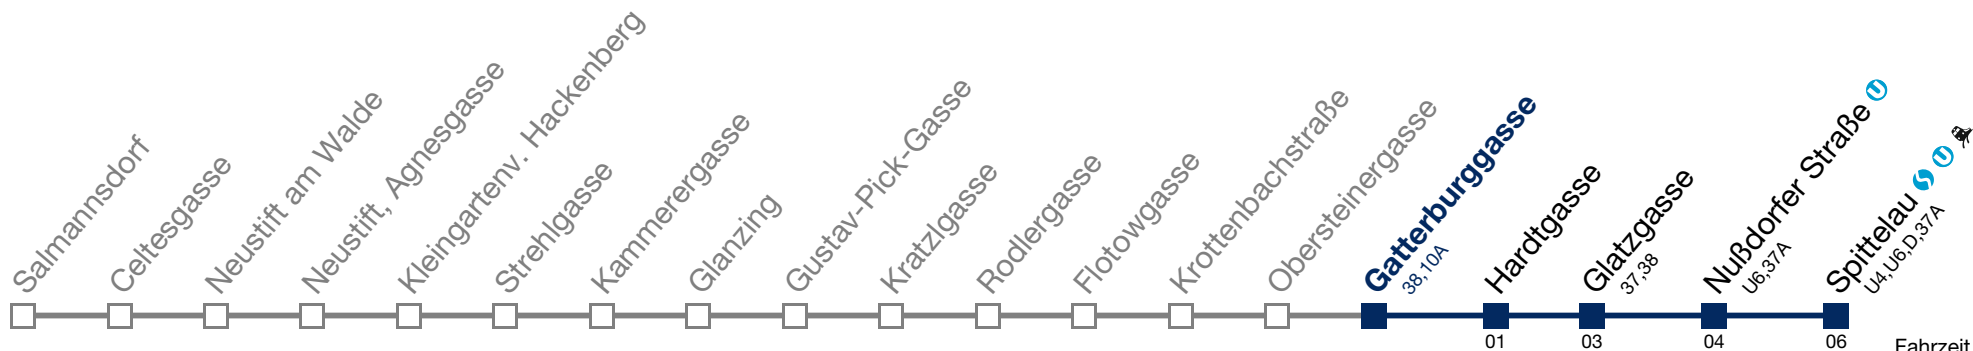 Salmannsdorf
Celtesgasse
Neustift am Walde
Neustift, Agnesgasse
Kleingartenv. Hackenberg
Strehlgasse
Kammerergasse
Glanzing
Gustav-Pick-Gasse
Kratzlgasse
Rodlergasse
Flotowgasse
Krottenbachstraße
Obersteinergasse
Gatterburggasse
38,10A
Hardtgasse
Glatzgasse
37,38
Nußdorfer Straße U
U6,37A
Spittelau S U
U4,U6,D,37A
01
03
04
06
Fahrzeit